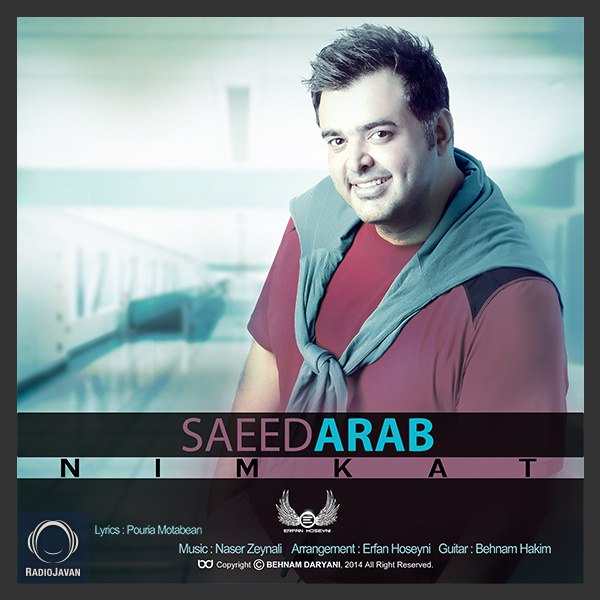 SAEEDARAB
NIMKAT
ERFAN HOSEYNI
Lyrics : Pouria Motabean
Music : Naser Zeynali Arrangement : Erfan Hoseyni Guitar : Behnam Hakim
Copyright © BEHNAM DARYANI, 2014 All Right Reserved.
RADIOJAVAN